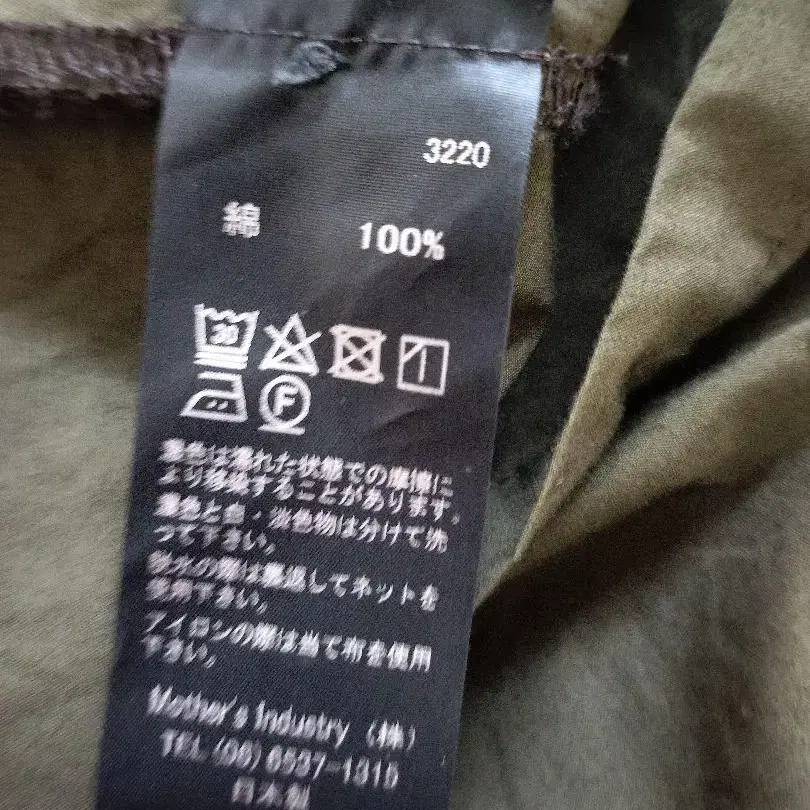 3220
綿 100%
30
F
濃色は濡れた状態での摩擦に
より移染することがあります。
濃色と白・淡色物は分けて洗
って下さい。
洗水の際は裏返してネットを
使用下さい。
アイロンの際は当て布を使用
下さい。
Mother's Industry (株)
TEL (06) 6537-1315
日本製